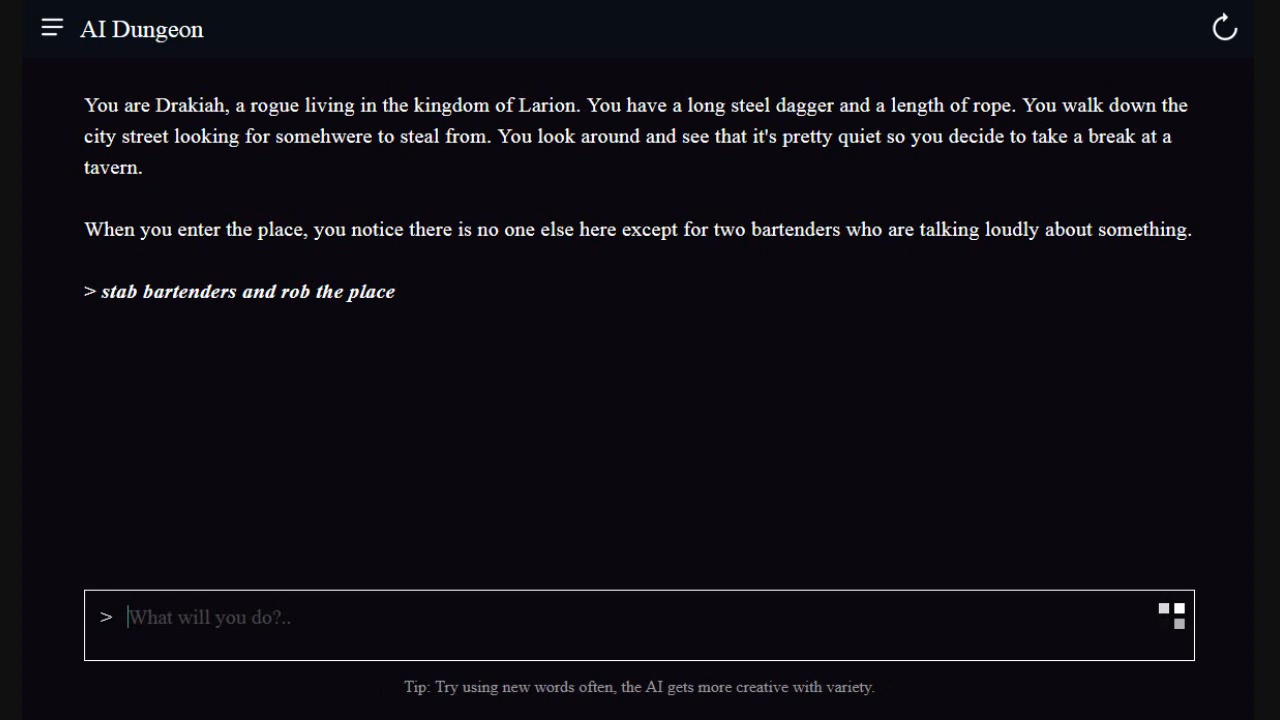 AI Dungeon
You are Drakiah, a rogue living in the kingdom of Larion. You have a long steel dagger and a length of rope. You walk down the
city street looking for somehwere to steal from. You look around and see that it's pretty quiet so you decide to take a break at a
tavern.
When you enter the place, you notice there is no one else here except for two bartenders who are talking loudly about something.
> stab bartenders and rob the place
> What will you do?..
Tip: Try using new words often, the AI gets more creative with variety.